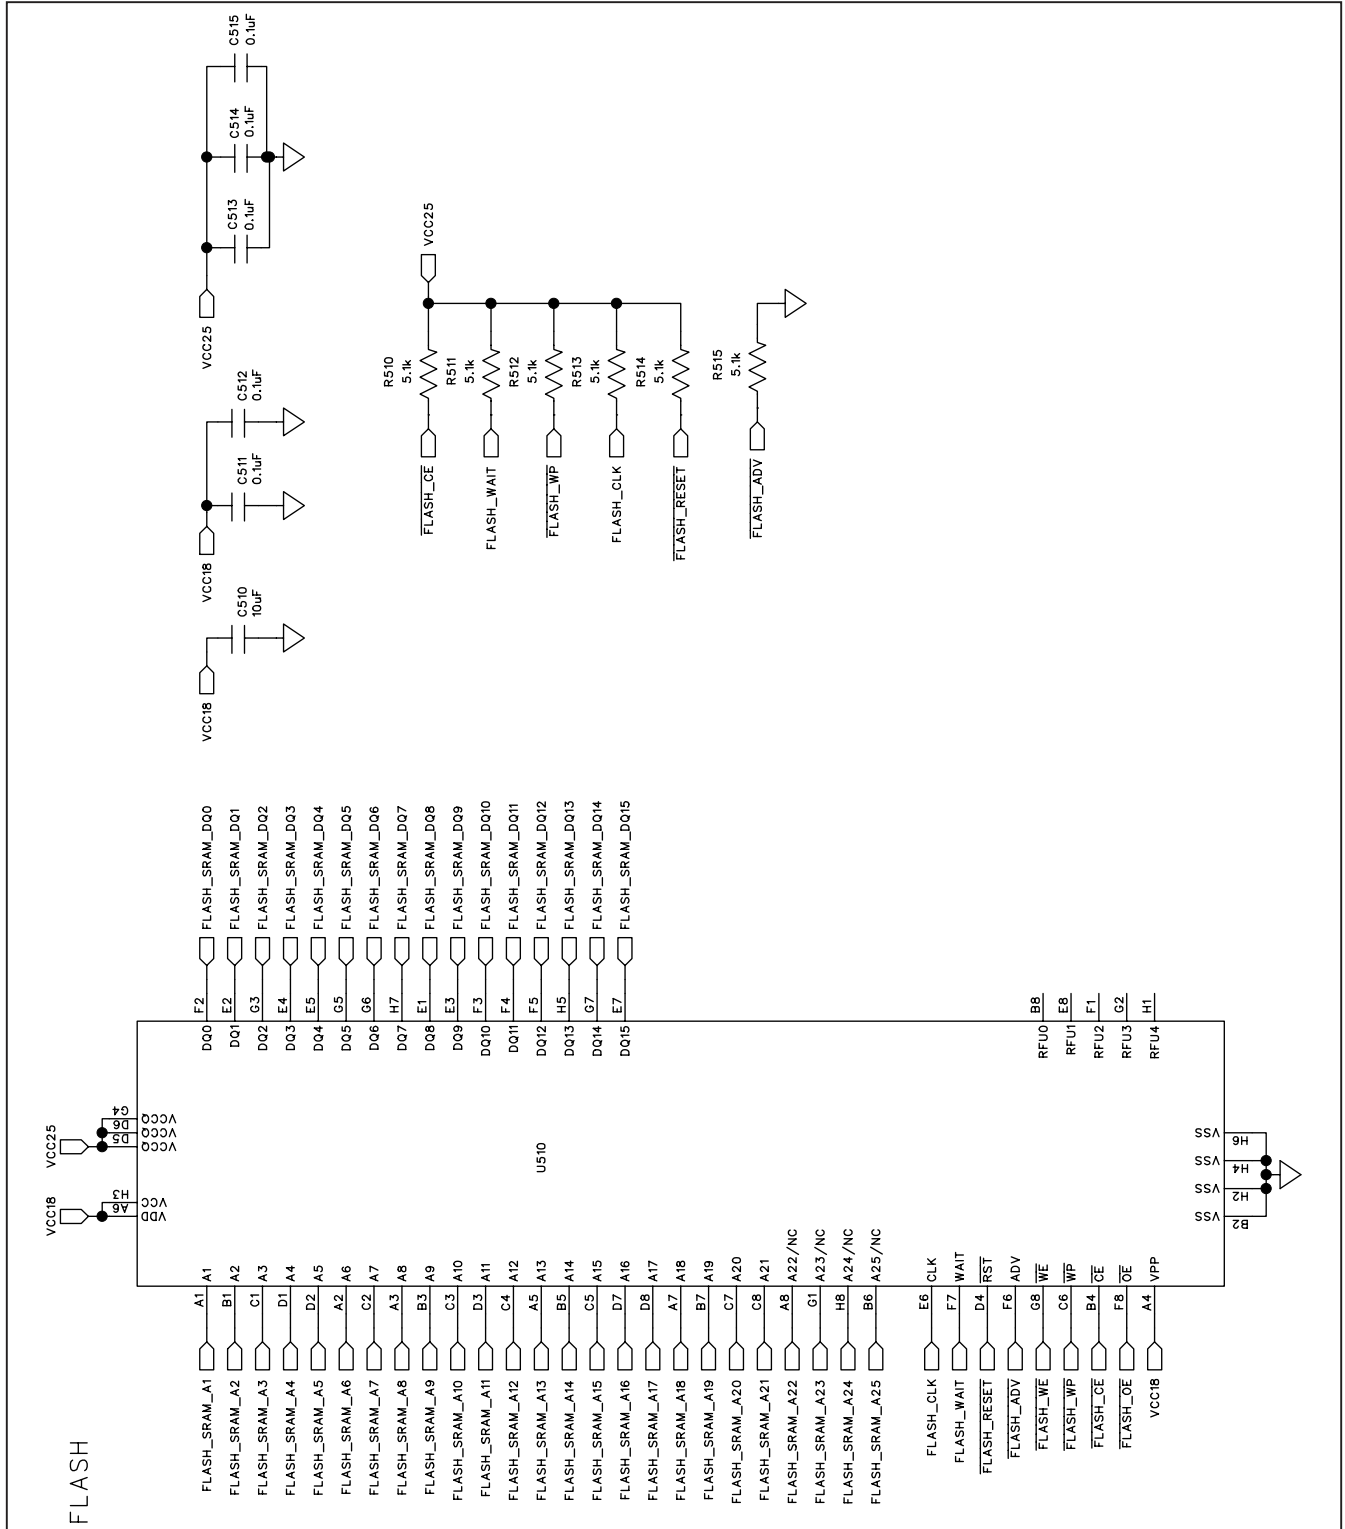 FLASH
FLASH_SRAM_A1 A1 A1
FLASH_SRAM_A2 B1 A2
FLASH_SRAM_A3 C1 A3
FLASH_SRAM_A4 D1 A4
FLASH_SRAM_A5 D2 A5
FLASH_SRAM_A6 A2 A6
FLASH_SRAM_A7 C2 A7
FLASH_SRAM_A8 A3 A8
FLASH_SRAM_A9 B3 A9
FLASH_SRAM_A10 C3 A10
FLASH_SRAM_A11 D3 A11
FLASH_SRAM_A12 C4 A12
FLASH_SRAM_A13 A5 A13
FLASH_SRAM_A14 B5 A14
FLASH_SRAM_A15 C5 A15
FLASH_SRAM_A16 D7 A16
FLASH_SRAM_A17 D8 A17
FLASH_SRAM_A18 A7 A18
FLASH_SRAM_A19 B7 A19
FLASH_SRAM_A20 C7 A20
FLASH_SRAM_A21 C8 A21
FLASH_SRAM_A22 A8 A22/NC
FLASH_SRAM_A23 G1 A23/NC
FLASH_SRAM_A24 H8 A24/NC
FLASH_SRAM_A25 B6 A25/NC
FLASH_CLK E6 CLK
FLASH_WAIT F7 WAIT
FLASH_RESET D4 RST
FLASH_ADV F6 ADV
FLASH_WE G8 WE
FLASH_WP C6 WP
FLASH_CE B4 CE
FLASH_OE F8 OE
VCC18 A4 VPP
VCC18
A6 VDD
H3 VCC
VCC25
D5 VCCQ
D6 VCCQ
G4 VCCQ
U510
B2 VSS
H2 VSS
H4 VSS
H6 VSS
DQ0 F2 FLASH_SRAM_DQ0
DQ1 E2 FLASH_SRAM_DQ1
DQ2 G3 FLASH_SRAM_DQ2
DQ3 E4 FLASH_SRAM_DQ3
DQ4 E5 FLASH_SRAM_DQ4
DQ5 G5 FLASH_SRAM_DQ5
DQ6 G6 FLASH_SRAM_DQ6
DQ7 H7 FLASH_SRAM_DQ7
DQ8 E1 FLASH_SRAM_DQ8
DQ9 E3 FLASH_SRAM_DQ9
DQ10 F3 FLASH_SRAM_DQ10
DQ11 F4 FLASH_SRAM_DQ11
DQ12 F5 FLASH_SRAM_DQ12
DQ13 H5 FLASH_SRAM_DQ13
DQ14 G7 FLASH_SRAM_DQ14
DQ15 E7 FLASH_SRAM_DQ15
RFU0 B8
RFU1 E8
RFU2 F1
RFU3 G2
RFU4 H1
VCC18
C510
10uF
VCC18
C511
0.1uF
C512
0.1uF
VCC25
C513
0.1uF
C514
0.1uF
C515
0.1uF
FLASH_CE
R510
5.1k
VCC25
FLASH_WAIT
R511
5.1k
FLASH_WP
R512
5.1k
FLASH_CLK
R513
5.1k
FLASH_RESET
R514
5.1k
FLASH_ADV
R515
5.1k